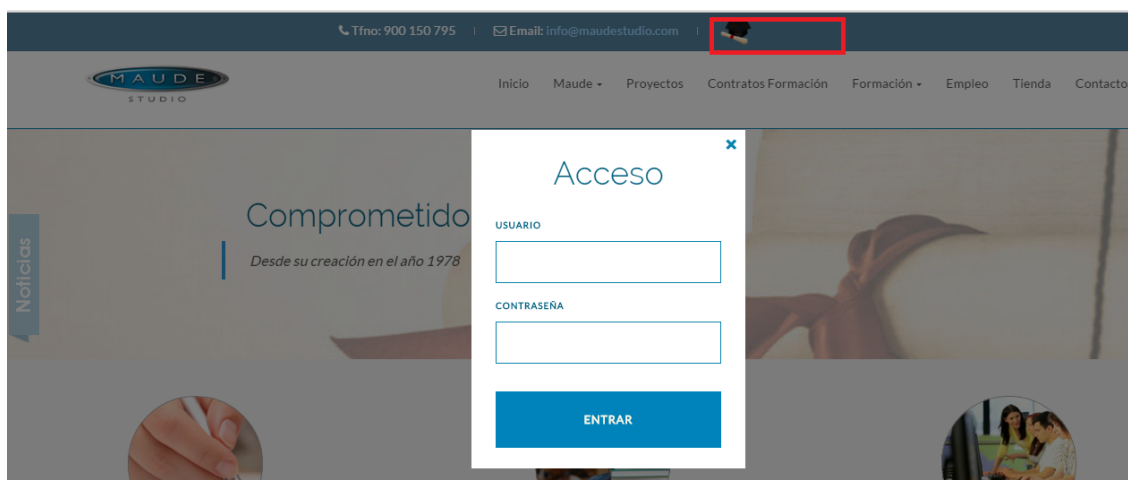 Tfno: 900 150 795 | Email: info@maudestudio.com |
MAUDE
STUDIO
Inicio Maude Proyectos Contratos Formación Formación Empleo Tienda Contacto
Noticias
Comprometido
Desde su creación en el año 1978
Acceso
USUARIO
CONTRASEÑA
ENTRAR